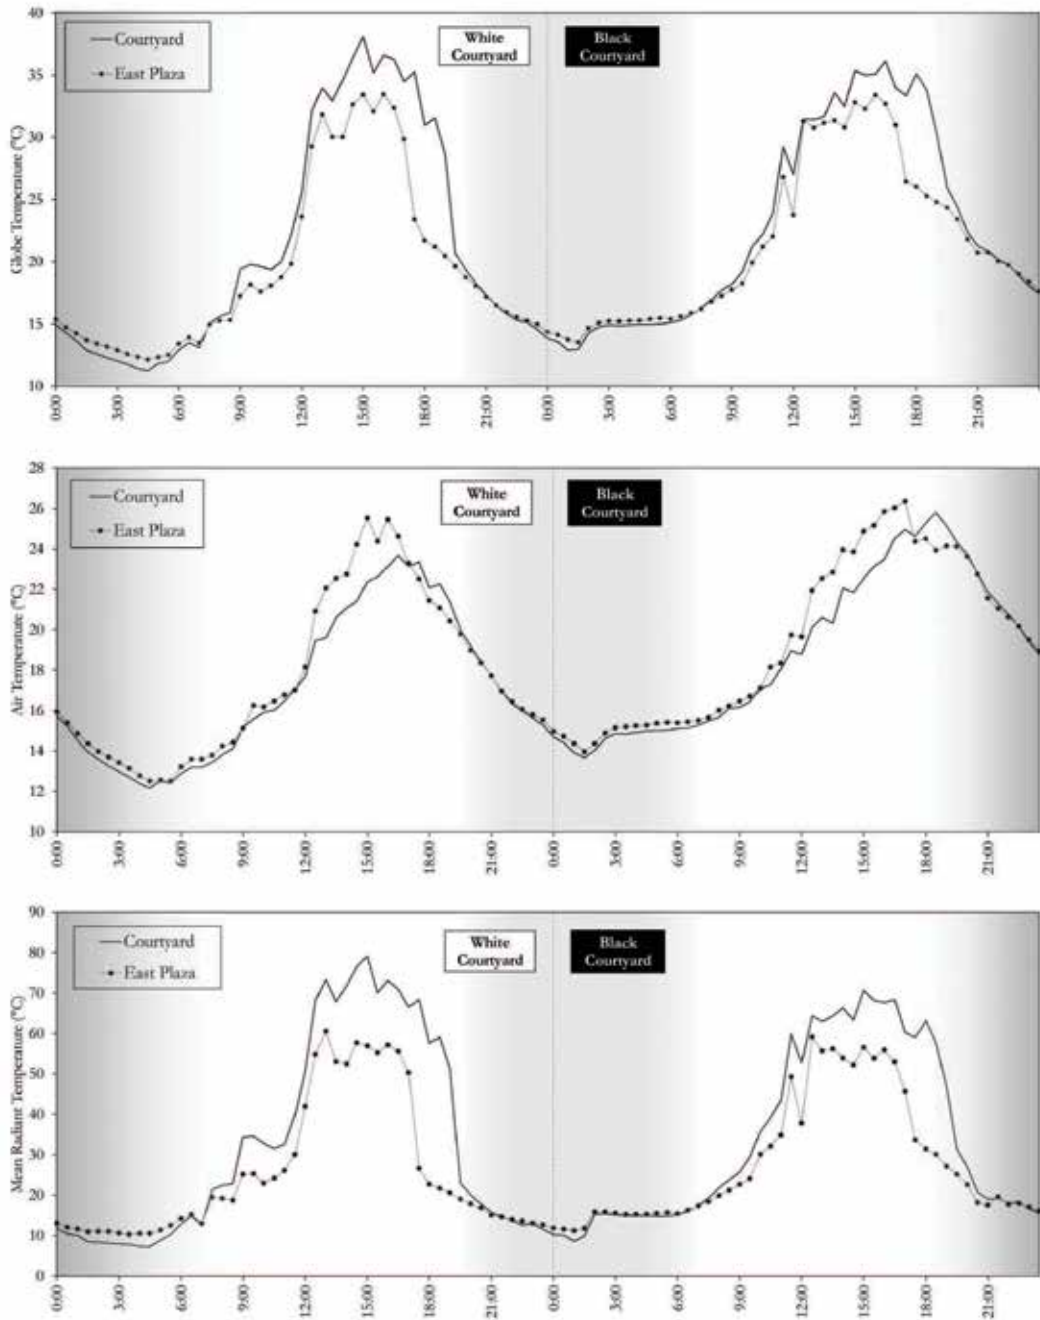 40
35
30
25
20
15
10
Globe Temperature (°C)
Courtyard
East Plaza
White
Courtyard
Black
Courtyard
0:00 3:00 6:00 9:00 12:00 15:00 18:00 21:00 0:00 3:00 6:00 9:00 12:00 15:00 18:00 21:00
28
26
24
22
20
18
16
14
12
10
Air Temperature (°C)
Courtyard
East Plaza
White
Courtyard
Black
Courtyard
0:00 3:00 6:00 9:00 12:00 15:00 18:00 21:00 0:00 3:00 6:00 9:00 12:00 15:00 18:00 21:00
90
80
70
60
50
40
30
20
10
0
Mean Radiant Temperature (°C)
Courtyard
East Plaza
White
Courtyard
Black
Courtyard
0:00 3:00 6:00 9:00 12:00 15:00 18:00 21:00 0:00 3:00 6:00 9:00 12:00 15:00 18:00 21:00